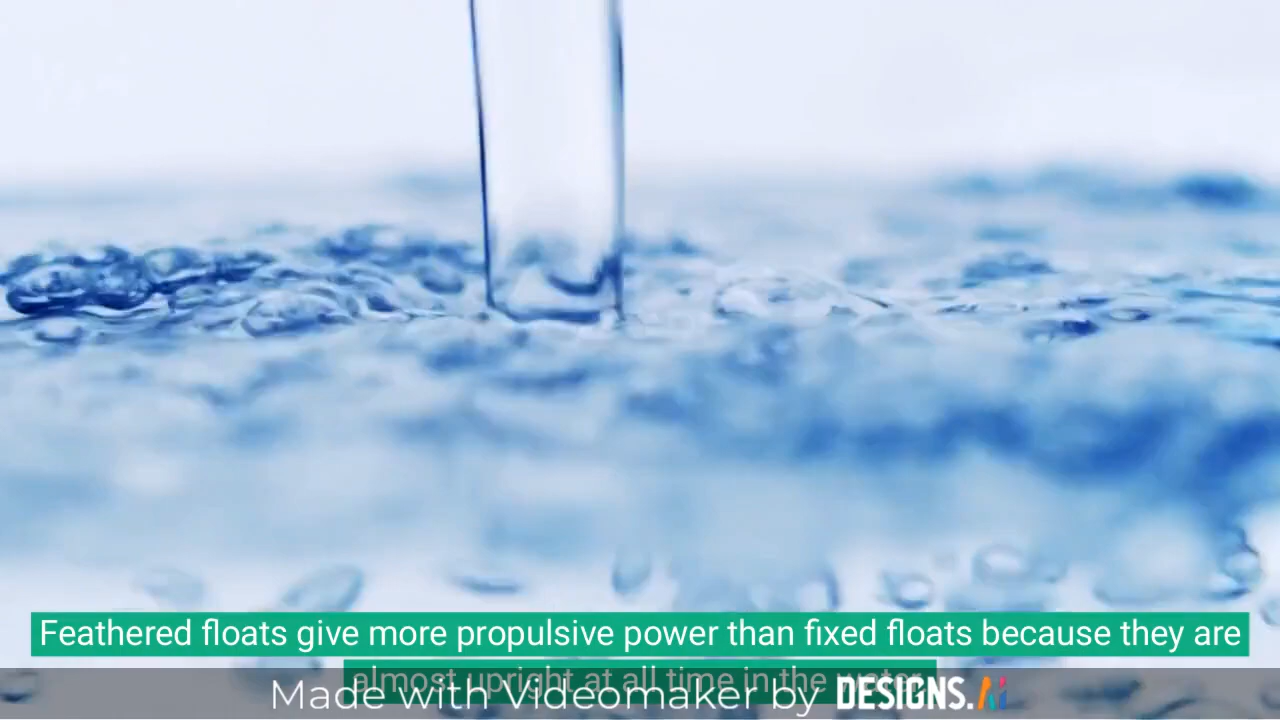 Feathered floats give more propulsive power than fixed floats because they are
almost upright at all time in the water.
Made with Videomaker by DESIGNS.AI